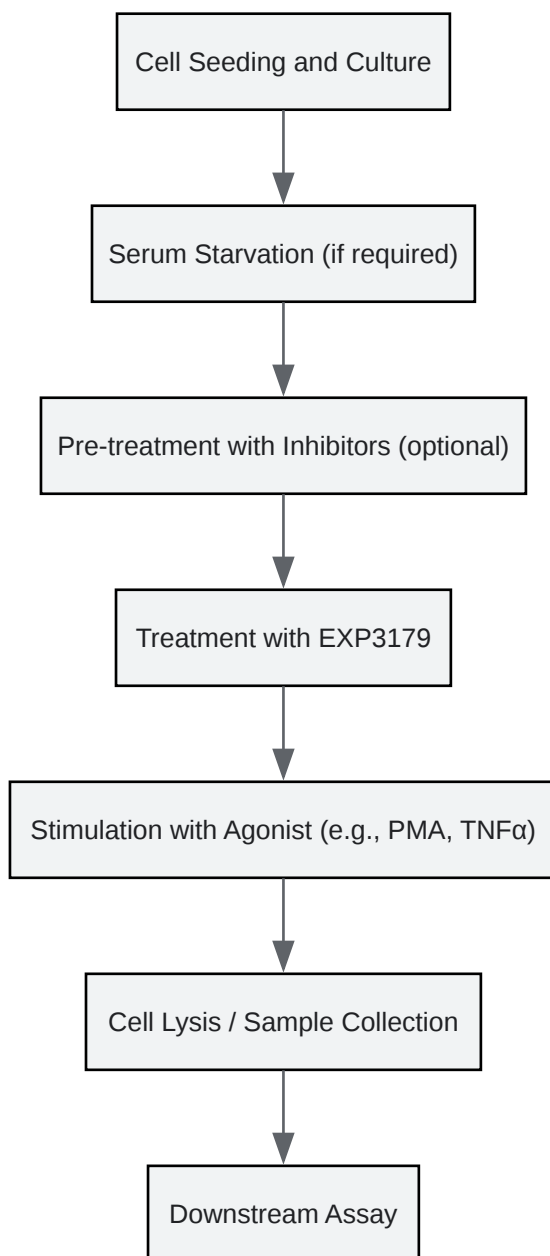 Cell Seeding and Culture
Serum Starvation (if required)
Pre-treatment with Inhibitors (optional)
Treatment with EXP3179
Stimulation with Agonist (e.g., PMA, TNFα)
Cell Lysis / Sample Collection
Downstream Assay